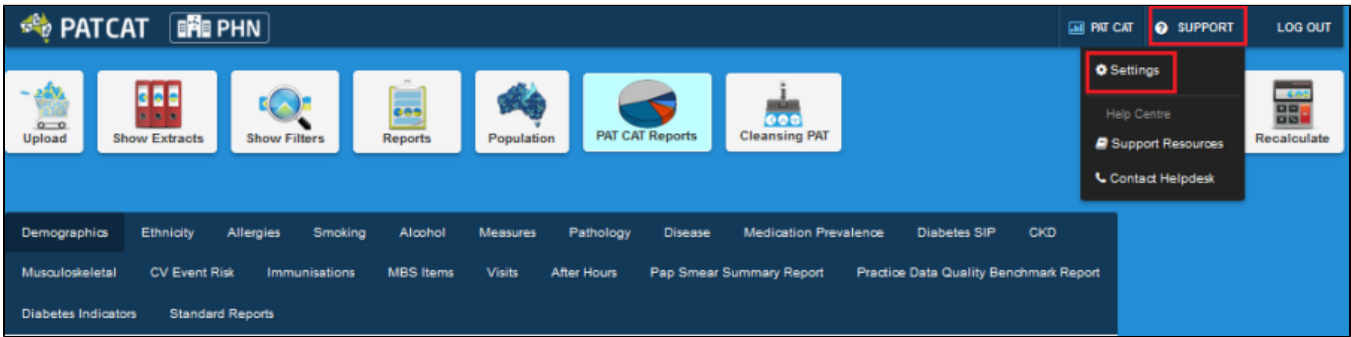 PATCAT PHN PAT CAT SUPPORT LOG OUT
Settings
Help Centre
Support Resources
Contact Helpdesk
Upload Show Extracts Show Filters Reports Population PAT CAT Reports Cleansing PAT Recalculate
Demographics Ethnicity Allergies Smoking Alcohol Measures Pathology Disease Medication Prevalence Diabetes SIP CKD
Musculoskeletal CV Event Risk Immunisations MBS Items Visits After Hours Pap Smear Summary Report Practice Data Quality Benchmark Report
Diabetes Indicators Standard Reports